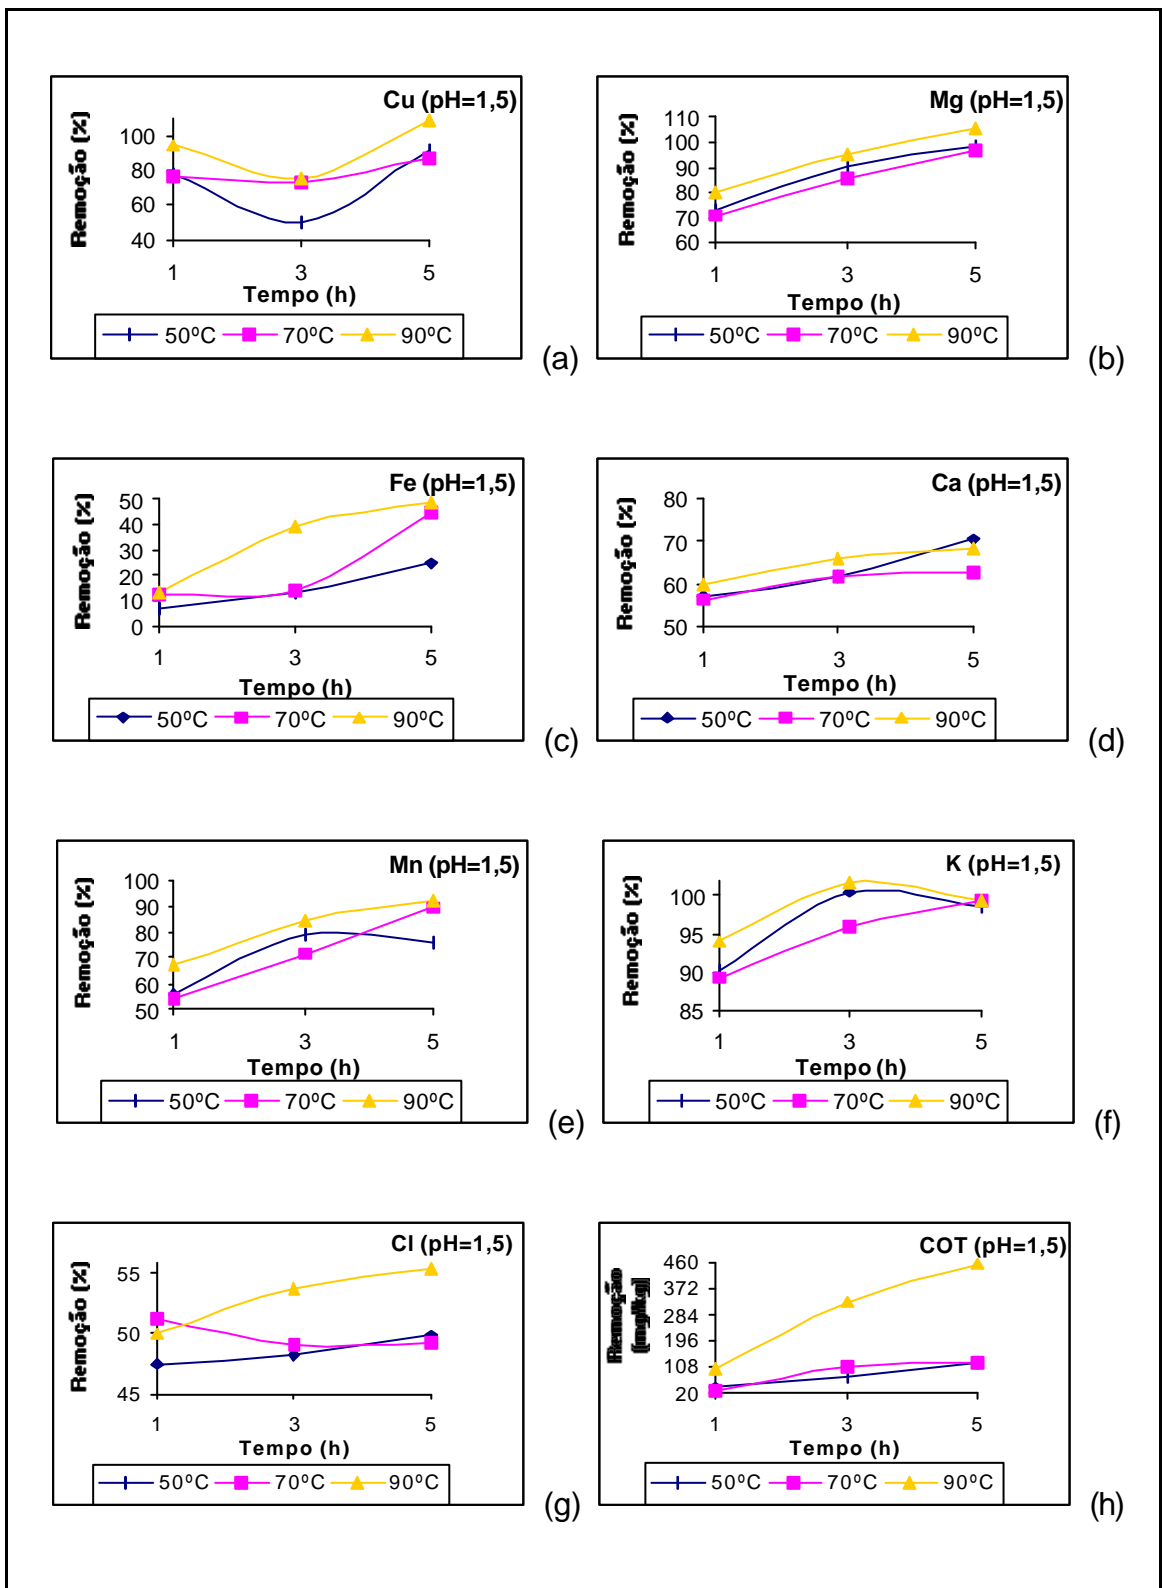 Cu (pH=1,5)
Remoção (%)
100
80
60
40
1 3 5
Tempo (h)
50ºC 70ºC 90ºC
(a)
Mg (pH=1,5)
Remoção (%)
110
100
90
80
70
60
1 3 5
Tempo (h)
50ºC 70ºC 90ºC
(b)
Fe (pH=1,5)
Remoção (%)
50
40
30
20
10
0
1 3 5
Tempo (h)
50ºC 70ºC 90ºC
(c)
Ca (pH=1,5)
Remoção (%)
80
70
60
50
1 3 5
Tempo (h)
50ºC 70ºC 90ºC
(d)
Mn (pH=1,5)
Remoção (%)
100
90
80
70
60
50
1 3 5
Tempo (h)
50ºC 70ºC 90ºC
(e)
K (pH=1,5)
Remoção (%)
100
95
90
85
1 3 5
Tempo (h)
50ºC 70ºC 90ºC
(f)
Cl (pH=1,5)
Remoção (%)
55
50
45
1 3 5
Tempo (h)
50ºC 70ºC 90ºC
(g)
COT (pH=1,5)
Remoção
(mg/kg)
460
372
284
196
108
20
1 3 5
Tempo (h)
50ºC 70ºC 90ºC
(h)